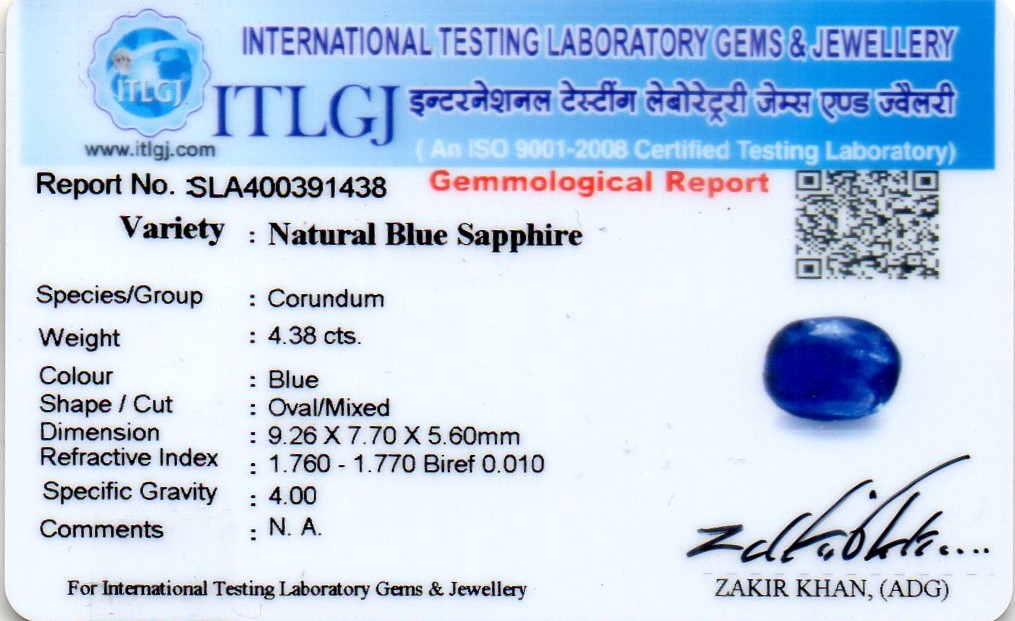 INTERNATIONAL TESTING LABORATORY GEMS & JEWELLERY
ITLGJ
ITLGJ इन्टरनेशनल टेस्टींग लेबोरेट्ररी जेम्स एण्ड ज्वैलरी
www.itlgj.com
( An ISO 9001-2008 Certified Testing Laboratory)
Report No. :SLA400391438
Gemmological Report
Variety : Natural Blue Sapphire
Species/Group : Corundum
Weight : 4.38 cts.
Colour : Blue
Shape / Cut : Oval/Mixed
Dimension : 9.26 X 7.70 X 5.60mm
Refractive Index : 1.760 - 1.770 Biref 0.010
Specific Gravity : 4.00
Comments : N. A.
For International Testing Laboratory Gems & Jewellery
ZAKIR KHAN, (ADG)